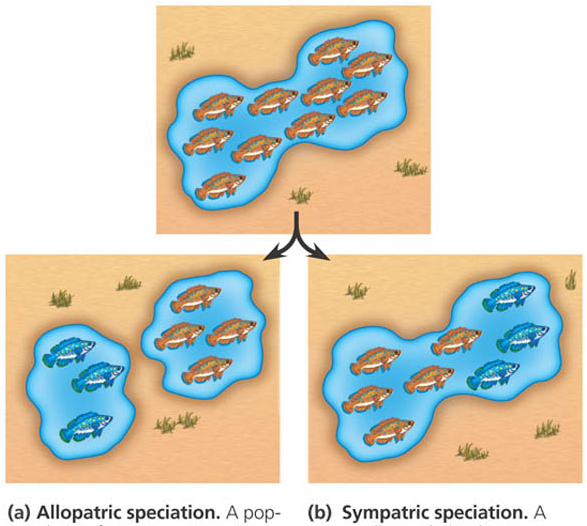 (a) Allopatric speciation. A pop-
(b) Sympatric speciation. A